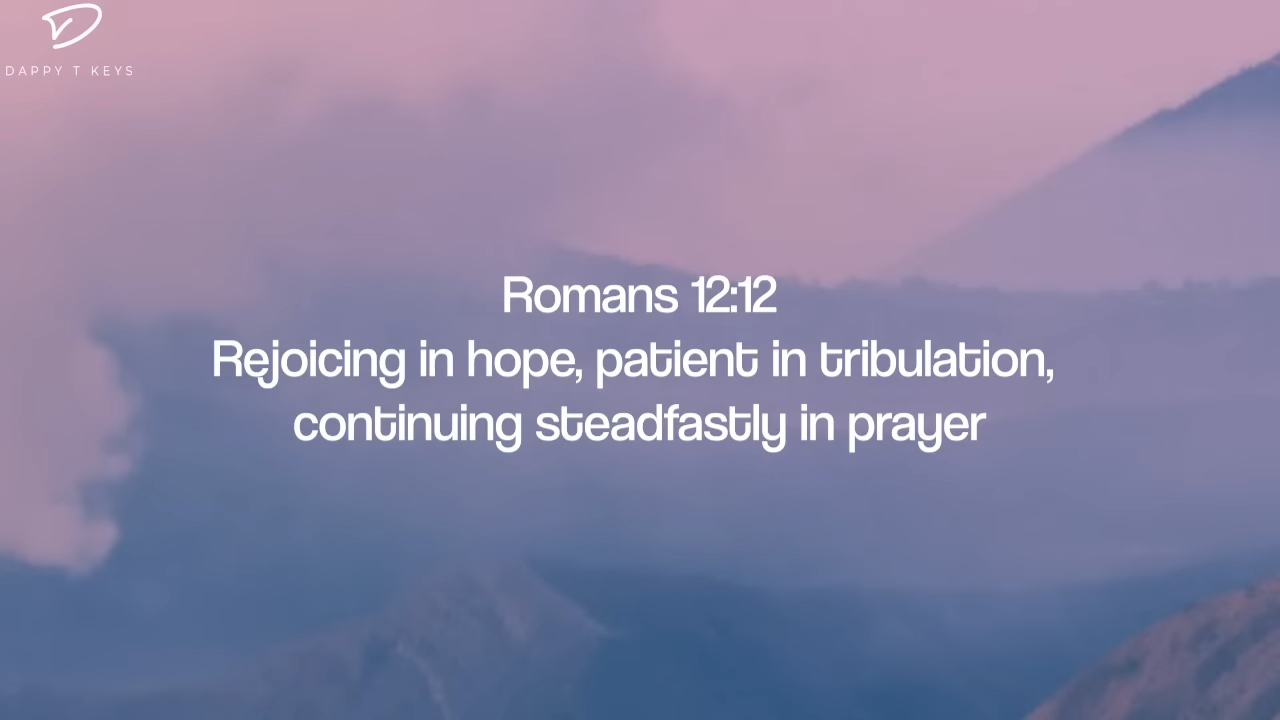 DAPPY T KEYS
Romans 12:12
Rejoicing in hope, patient in tribulation,
continuing steadfastly in prayer